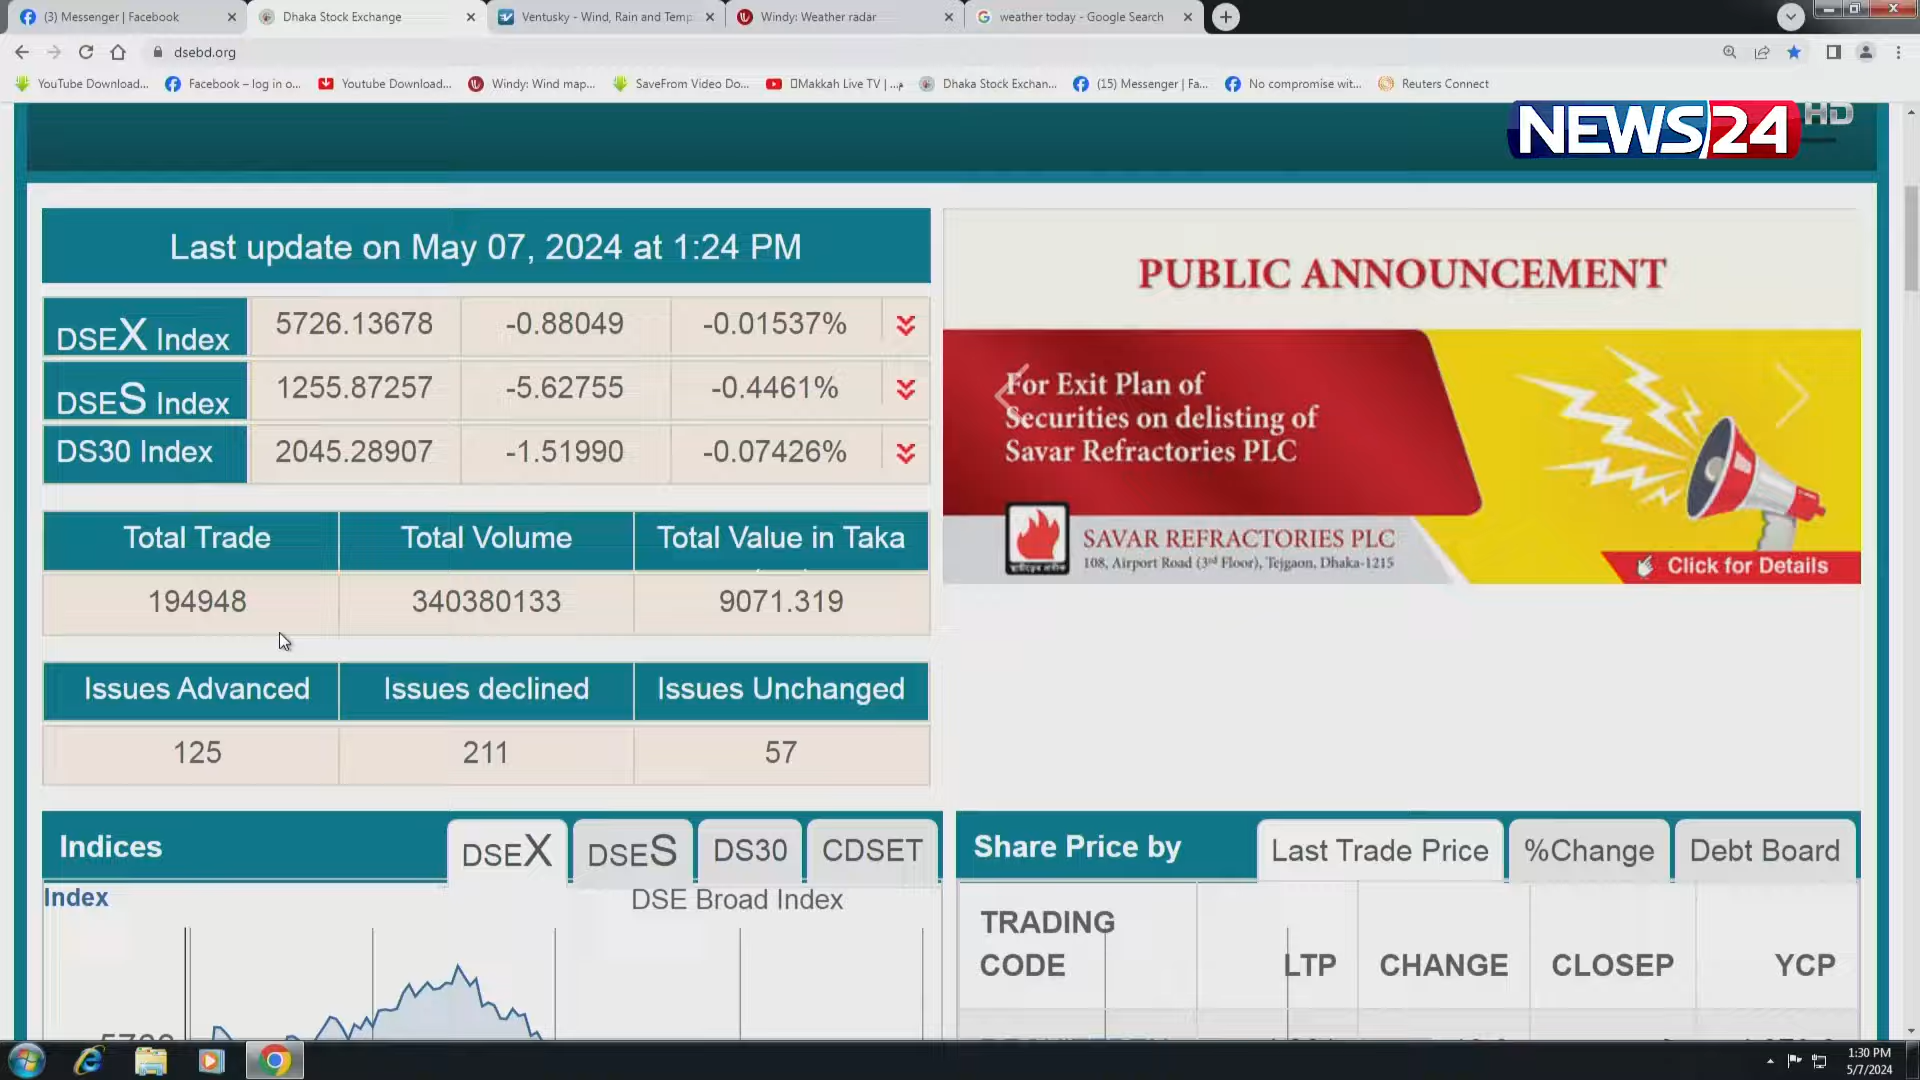 (3) Messenger | Facebook
Dhaka Stock Exchange
Ventusky - Wind, Rain and Temp
Windy: Weather radar
weather today - Google Search
dsebd.org
YouTube Download...
Facebook – log in o...
Youtube Download...
Windy: Wind map...
SaveFrom Video Do...
Makkah Live TV | ...
Dhaka Stock Exchan...
(15) Messenger | Fa...
No compromise wit...
Reuters Connect
NEWS 24 HD
Last update on May 07, 2024 at 1:24 PM
DSEX Index 5726.13678 -0.88049 -0.01537%
DSES Index 1255.87257 -5.62755 -0.4461%
DS30 Index 2045.28907 -1.51990 -0.07426%
Total Trade Total Volume Total Value in Taka
194948 340380133 9071.319
Issues Advanced Issues declined Issues Unchanged
125 211 57
PUBLIC ANNOUNCEMENT
For Exit Plan of
Securities on delisting of
Savar Refractories PLC
SAVAR REFRACTORIES PLC
108, Airport Road (3rd Floor), Tejgaon, Dhaka-1215
Click for Details
Indices DSEX DSES DS30 CDSET
Index
DSE Broad Index
Share Price by Last Trade Price %Change Debt Board
TRADING
CODE LTP CHANGE CLOSEP YCP
1:30 PM
5/7/2024